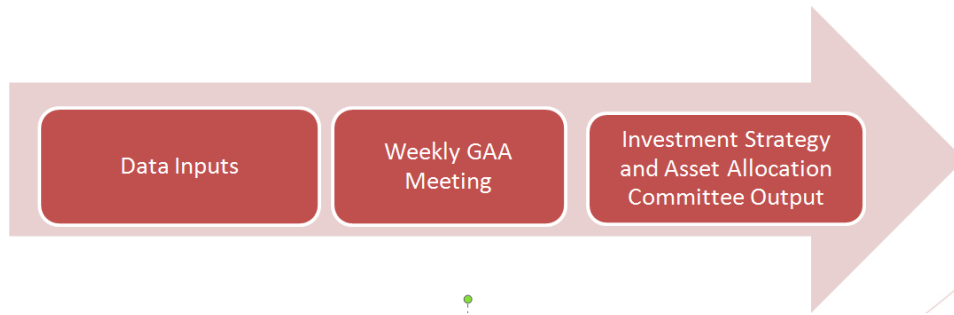 Data Inputs
Weekly GAA
Meeting
Investment Strategy
and Asset Allocation
Committee Output